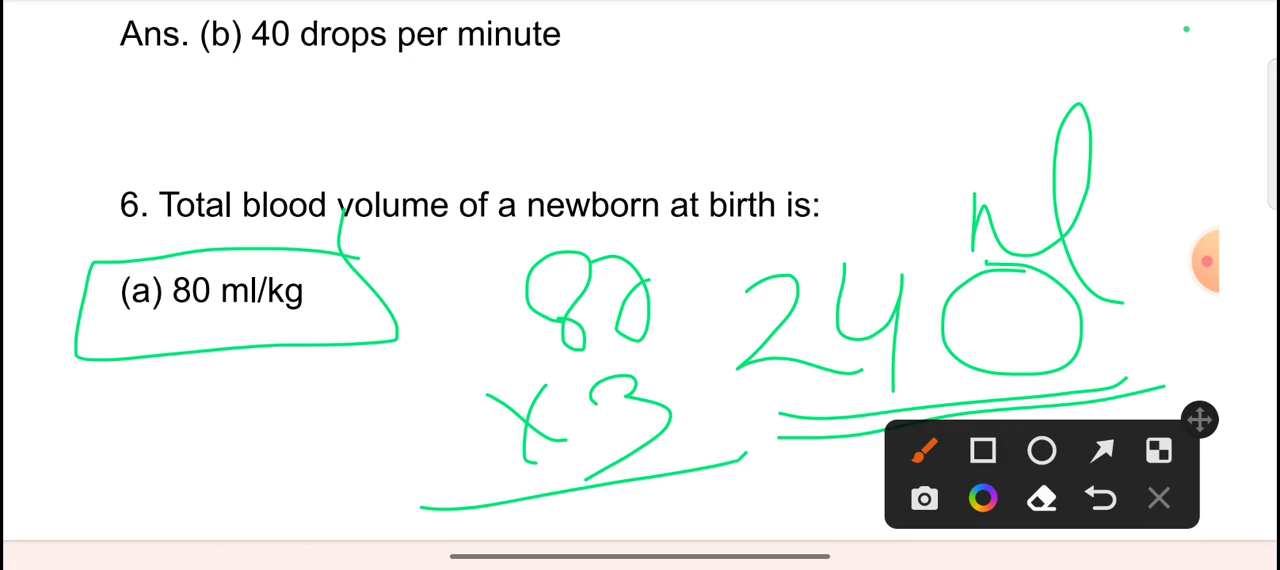 Ans. (b) 40 drops per minute
6. Total blood volume of a newborn at birth is:
(a) 80 ml/kg
80
x3
240 ml